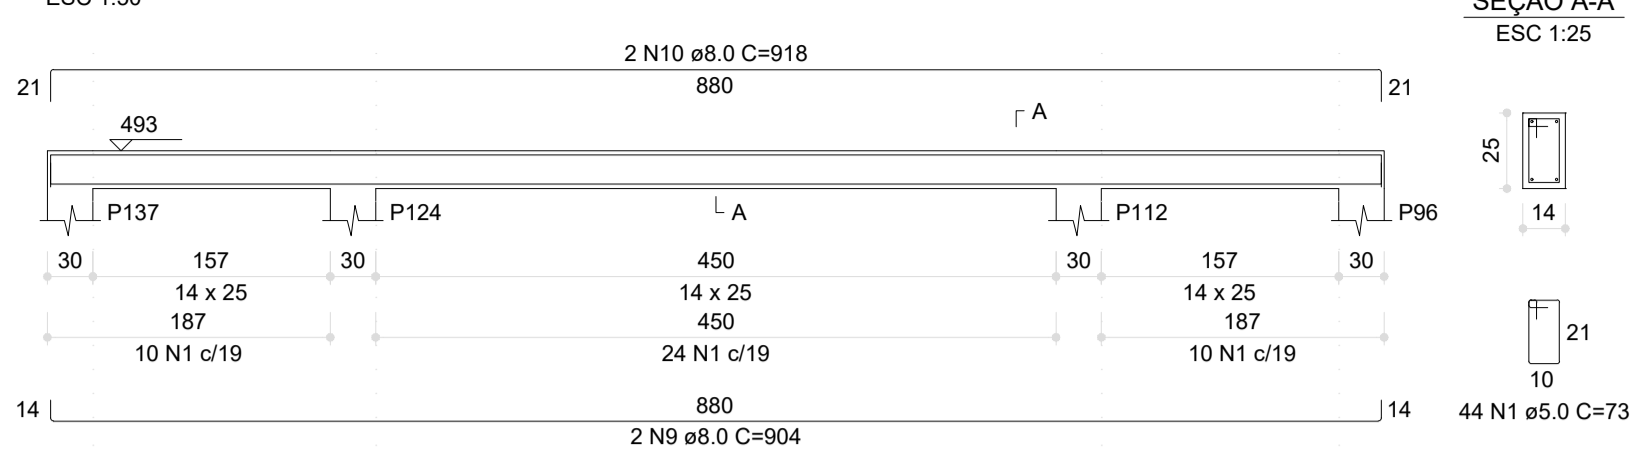 ESC 1:50
SEÇÃO A-A
ESC 1:25
2 N10 ø8.0 C=918
21
880
21
A
493
25
P137
P124
A
P112
P96
14
30
157
30
450
30
157
30
14 x 25
14 x 25
14 x 25
187
450
187
21
10 N1 c/19
24 N1 c/19
10 N1 c/19
10
14
880
14
44 N1 ø5.0 C=73
2 N9 ø8.0 C=904